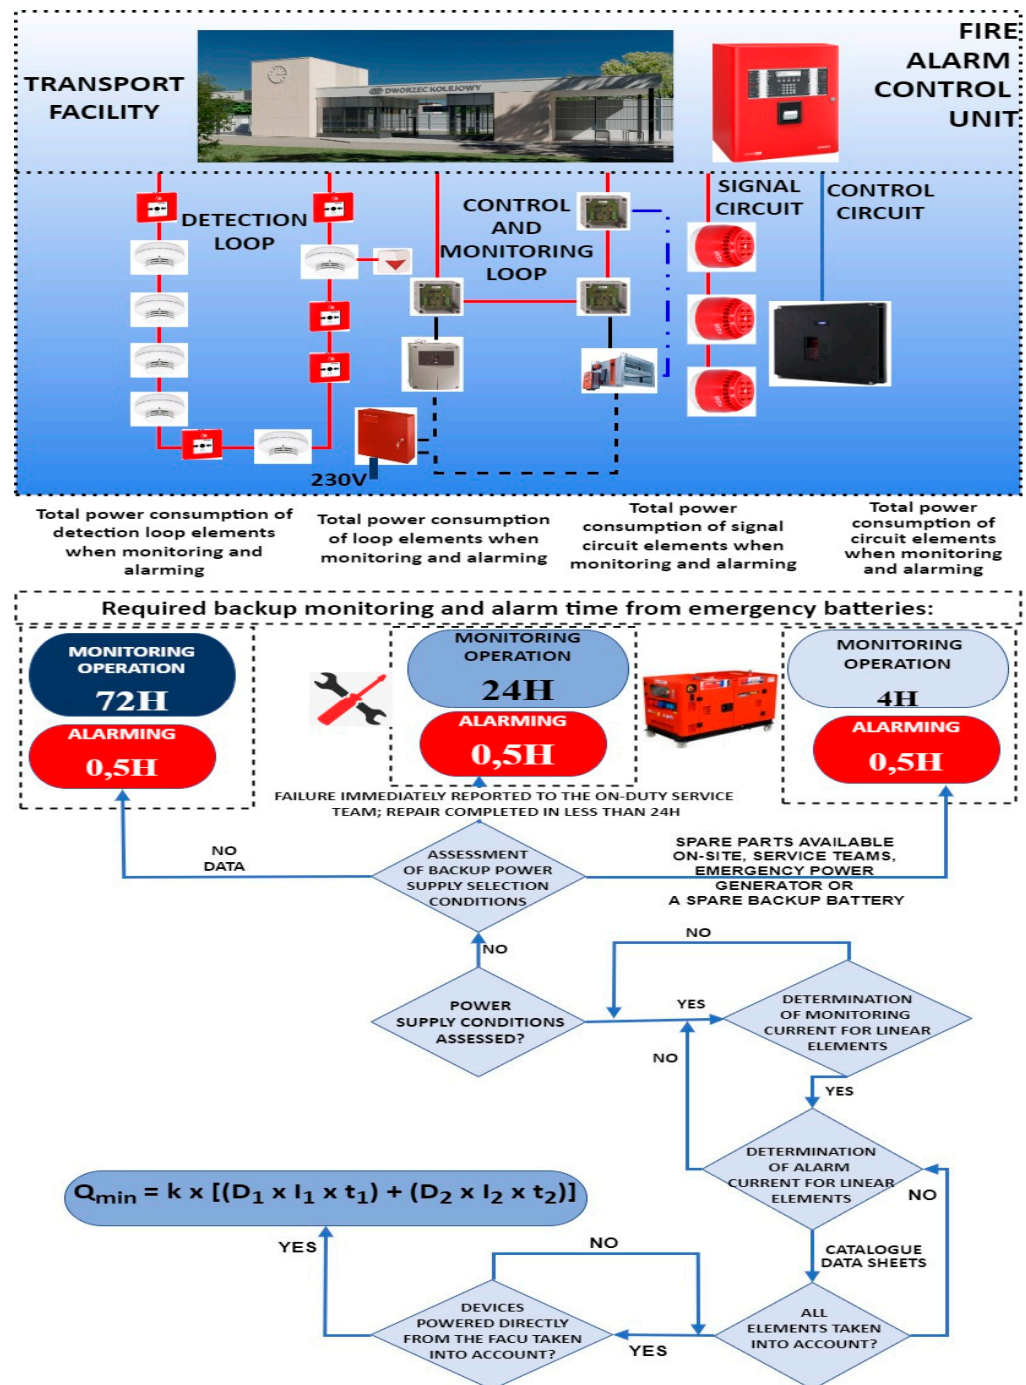 TRANSPORT
FACILITY
DWORZEC KOLEJOWY
FIRE
ALARM
CONTROL
UNIT
DETECTION
LOOP
CONTROL
AND
MONITORING
LOOP
SIGNAL
CIRCUIT
CONTROL
CIRCUIT
230V
Total power consumption of
detection loop elements
when monitoring and
alarming
Total power consumption
of loop elements when
monitoring and alarming
Total power
consumption of signal
circuit elements when
monitoring and alarming
Total power
consumption of
circuit elements
when monitoring
and alarming
Required backup monitoring and alarm time from emergency batteries:
MONITORING
OPERATION
72H
ALARMING
0,5H
MONITORING
OPERATION
24H
ALARMING
0,5H
MONITORING
OPERATION
4H
ALARMING
0,5H
FAILURE IMMEDIATELY REPORTED TO THE ON-DUTY SERVICE
TEAM; REPAIR COMPLETED IN LESS THAN 24H
NO
DATA
ASSESSMENT
OF BACKUP POWER
SUPPLY SELECTION
CONDITIONS
SPARE PARTS AVAILABLE
ON-SITE, SERVICE TEAMS,
EMERGENCY POWER
GENERATOR OR
A SPARE BACKUP BATTERY
NO
NO
POWER
SUPPLY CONDITIONS
ASSESSED?
YES
DETERMINATION
OF MONITORING
CURRENT FOR LINEAR
ELEMENTS
NO
YES
DETERMINATION
OF ALARM
CURRENT FOR LINEAR
ELEMENTS
NO
Qmin = k x [(D1 x I1 x t1) + (D2 x I2 x t2)]
YES
NO
CATALOGUE
DATA SHEETS
DEVICES
POWERED DIRECTLY
FROM THE FACU TAKEN
INTO ACCOUNT?
YES
ALL
ELEMENTS TAKEN
INTO ACCOUNT?